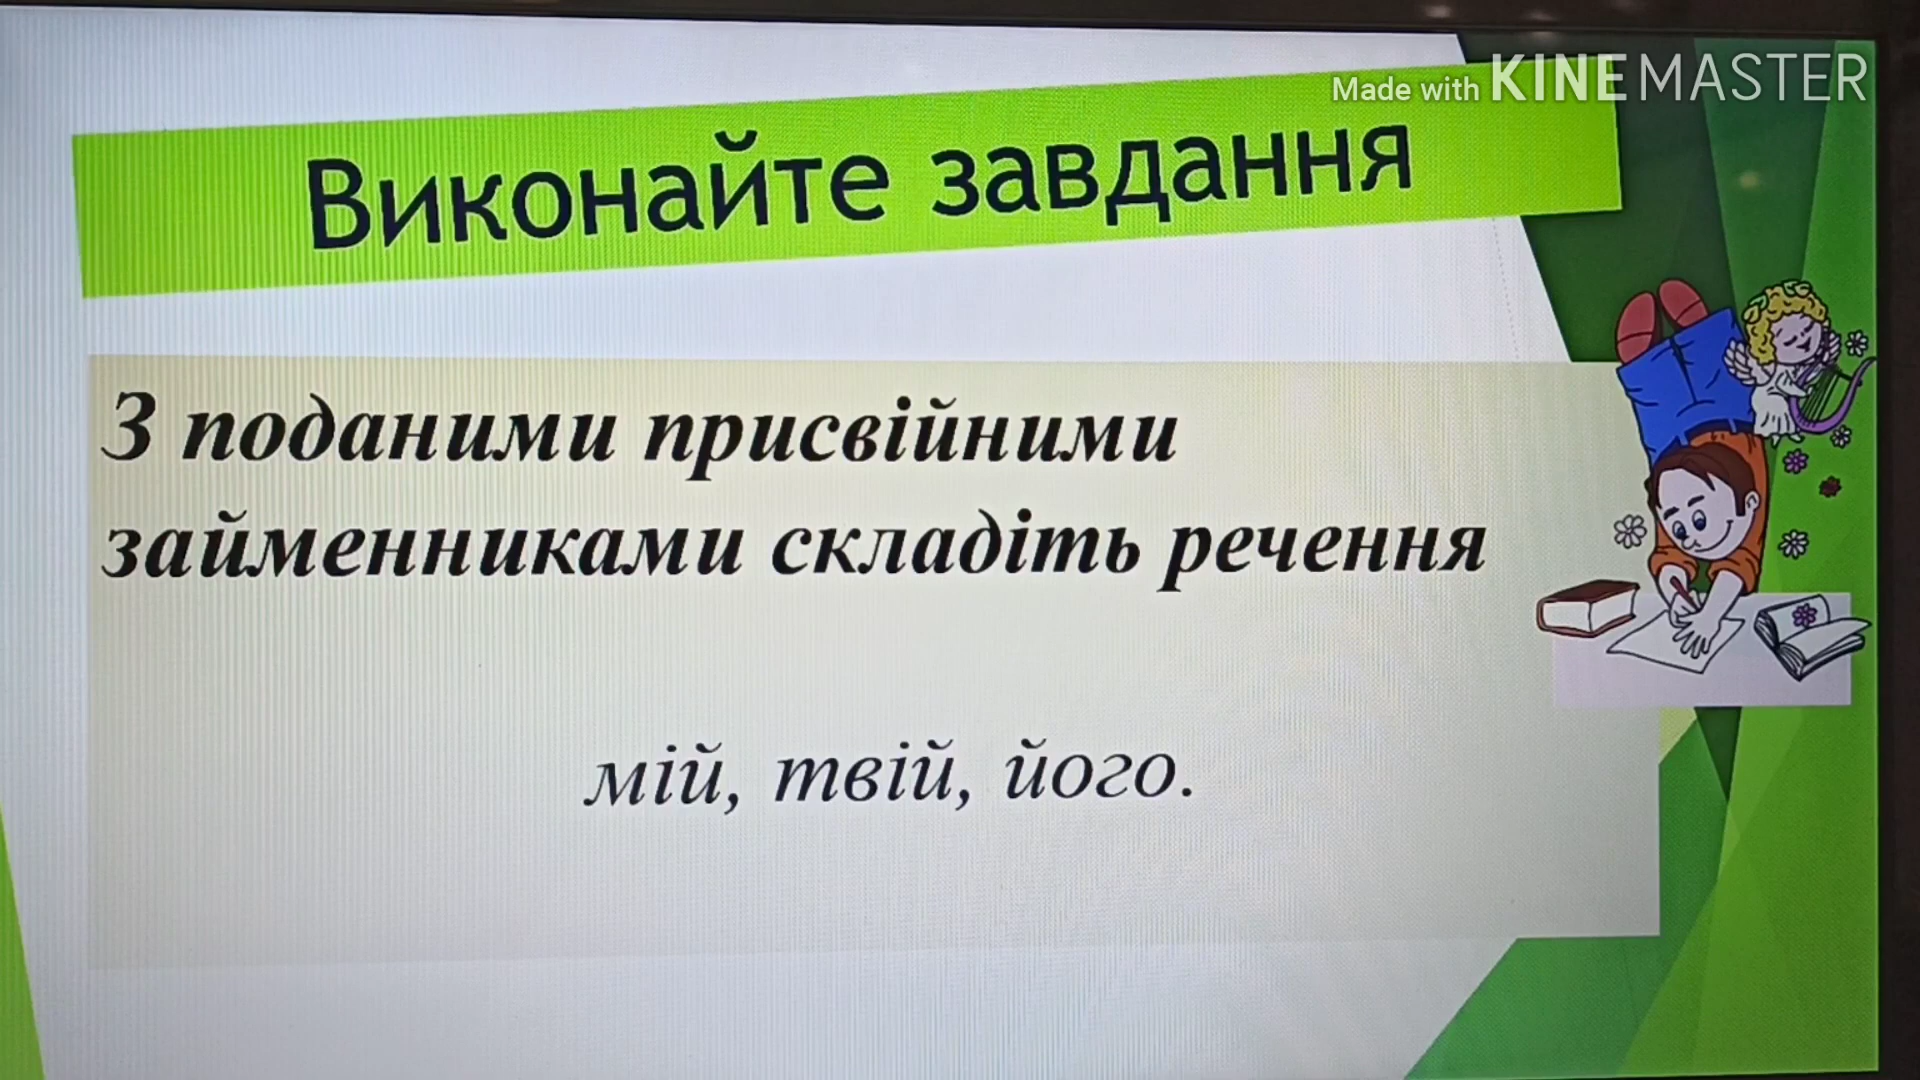 Made with KINEMASTER
Виконайте завдання
З поданими присвійними
займенниками складіть речення
мій, твій, його.